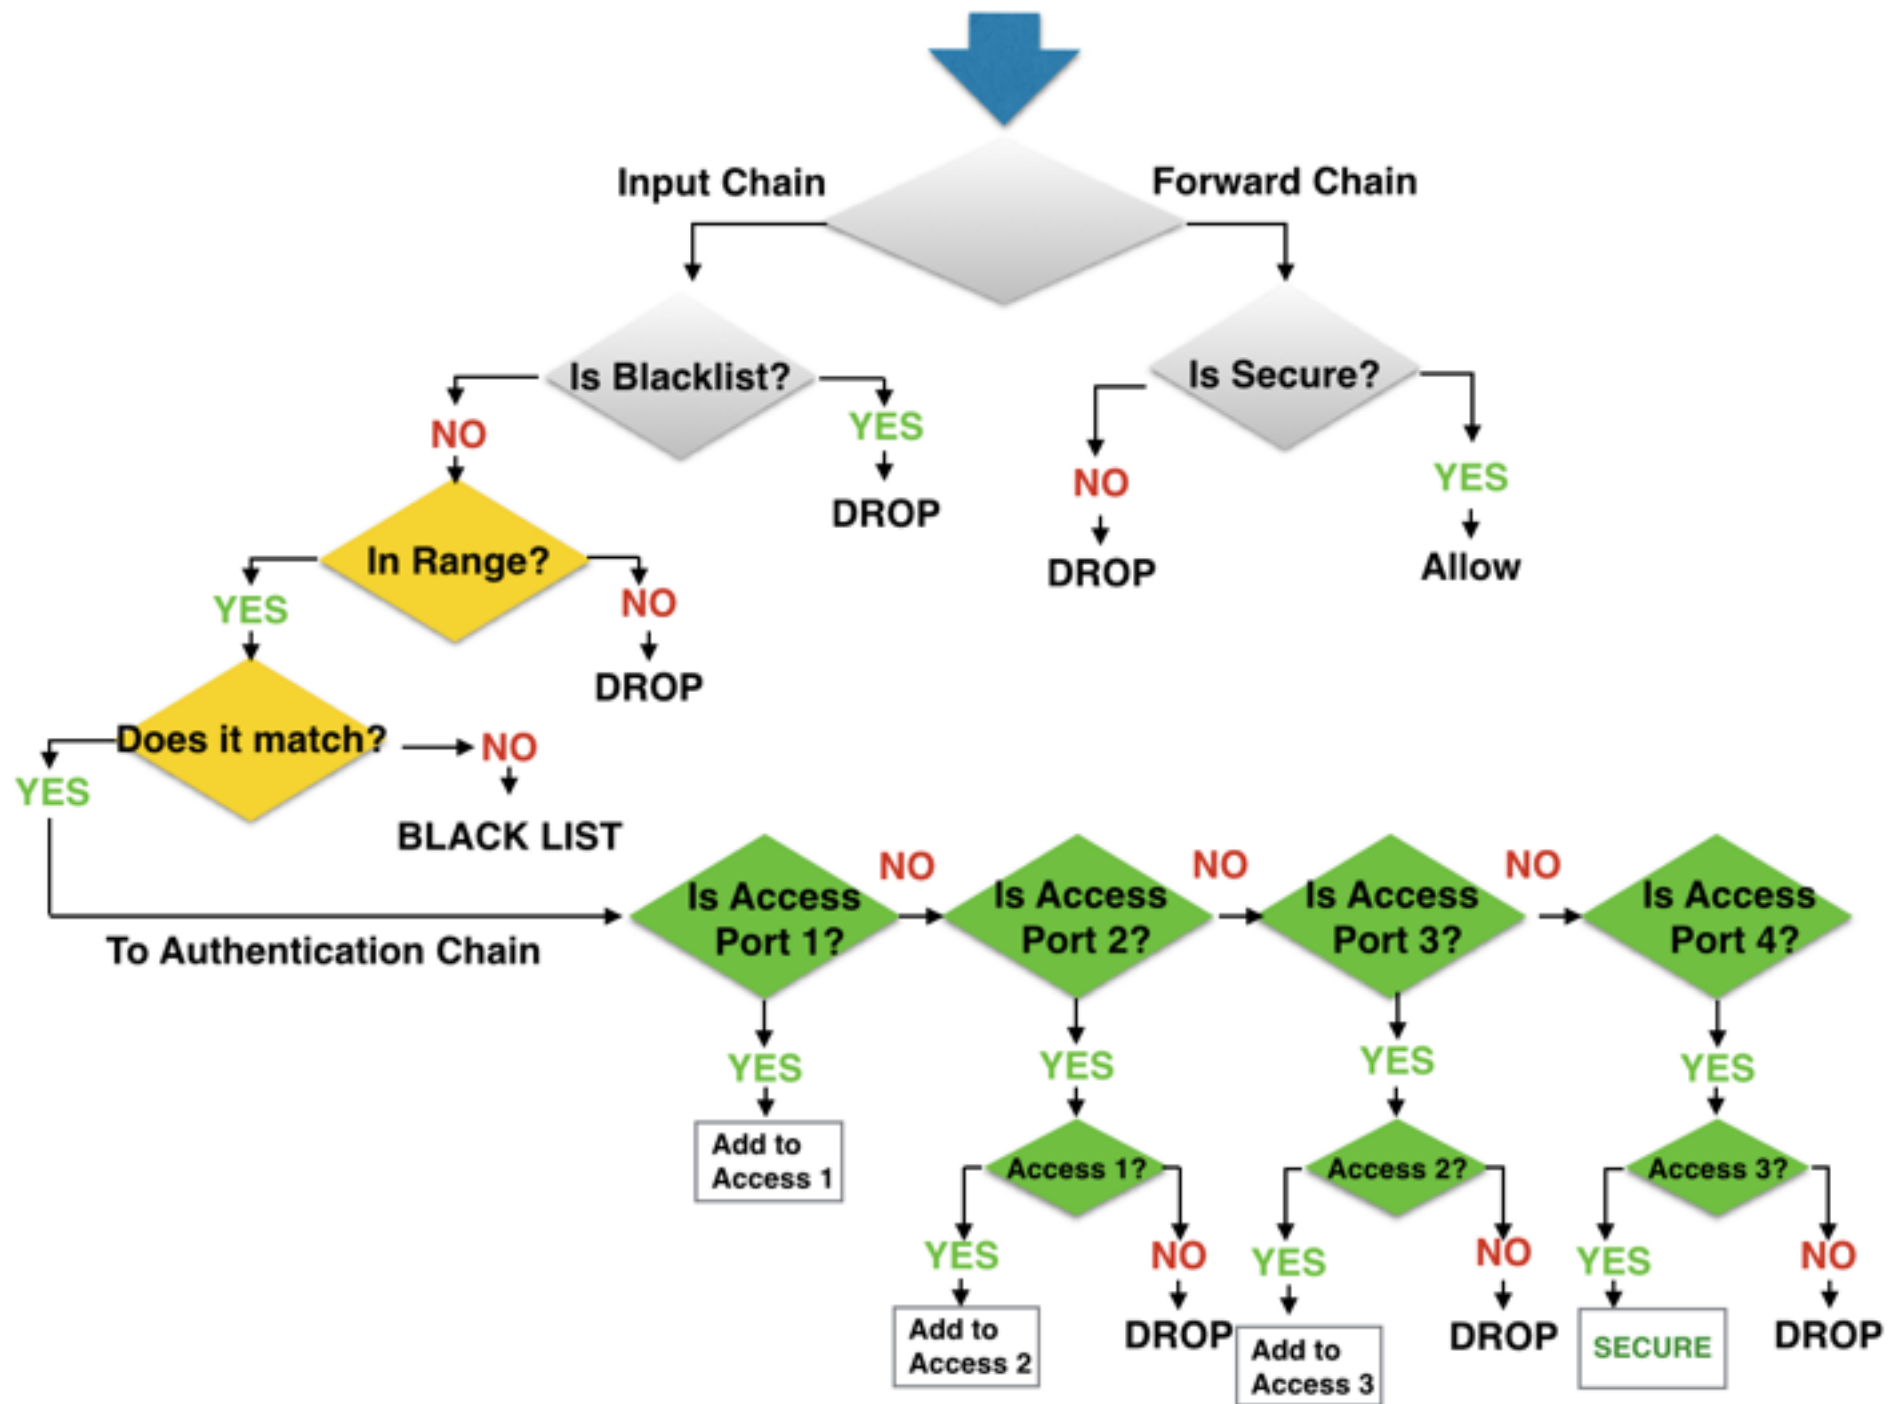 Input Chain
Forward Chain
Is Blacklist?
Is Secure?
NO
YES
NO
YES
DROP
DROP
Allow
In Range?
YES
NO
DROP
Does it match?
NO
YES
BLACK LIST
To Authentication Chain
Is Access
Port 1?
NO
Is Access
Port 2?
NO
Is Access
Port 3?
NO
Is Access
Port 4?
YES
YES
YES
YES
Add to
Access 1
Access 1?
Access 2?
Access 3?
YES
NO
YES
NO
YES
NO
Add to
Access 2
DROP
Add to
Access 3
DROP
SECURE
DROP